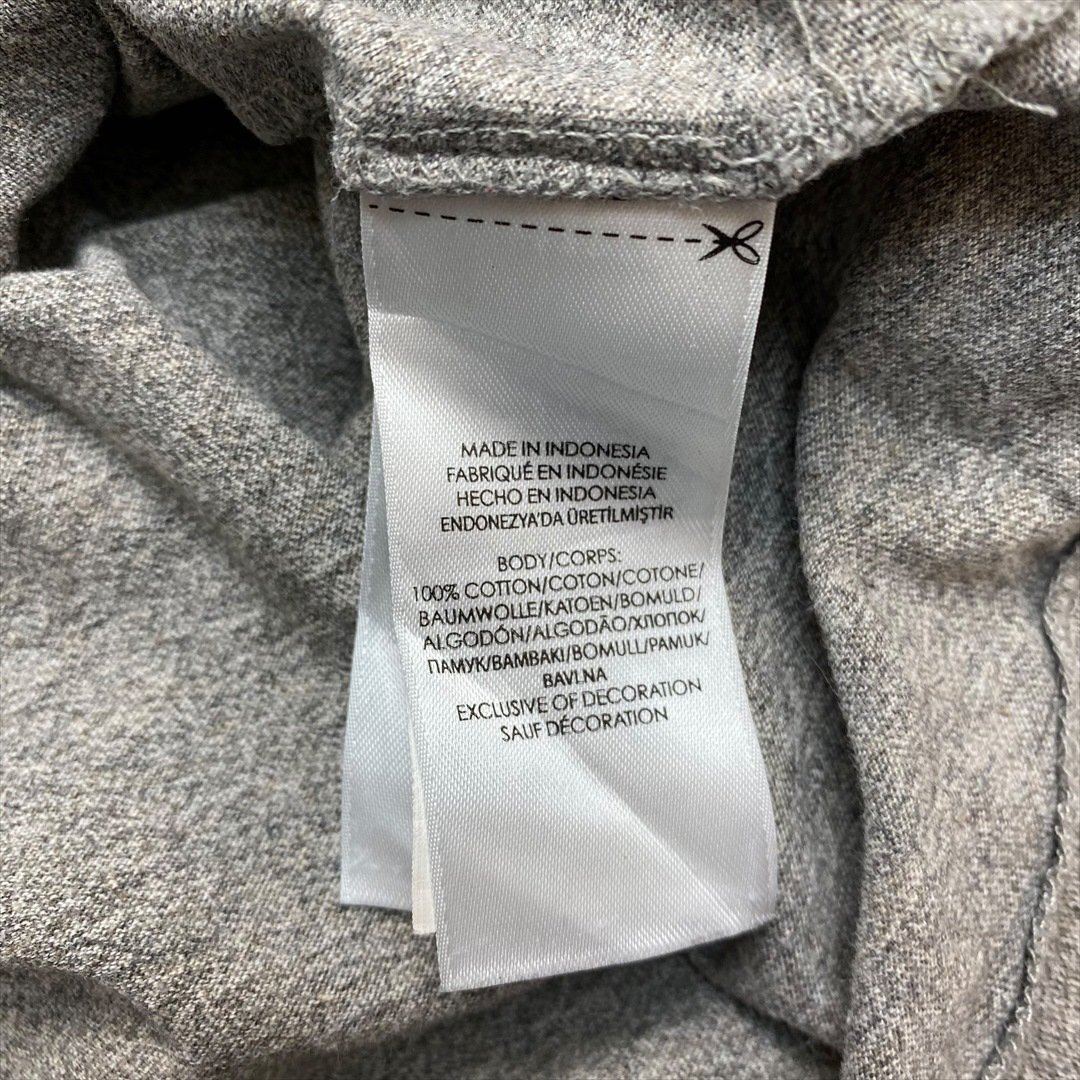 MADE IN INDONESIA
FABRIQUÉ EN INDONÉSIE
HECHO EN INDONESIA
ENDONEZYA'DA ÜRETİLMİŞTİR
BODY/CORPS:
100% COTTON/COTON/COTONE/
BAUMWOLLE/KATOEN/BOMULD/
ALGODÓN/ALGODÃO/ХЛОПОК/
ПАМУК/BAMBAKI/BOMULL/PAMUK/
BAVLNA
EXCLUSIVE OF DECORATION
SAUF DÉCORATION